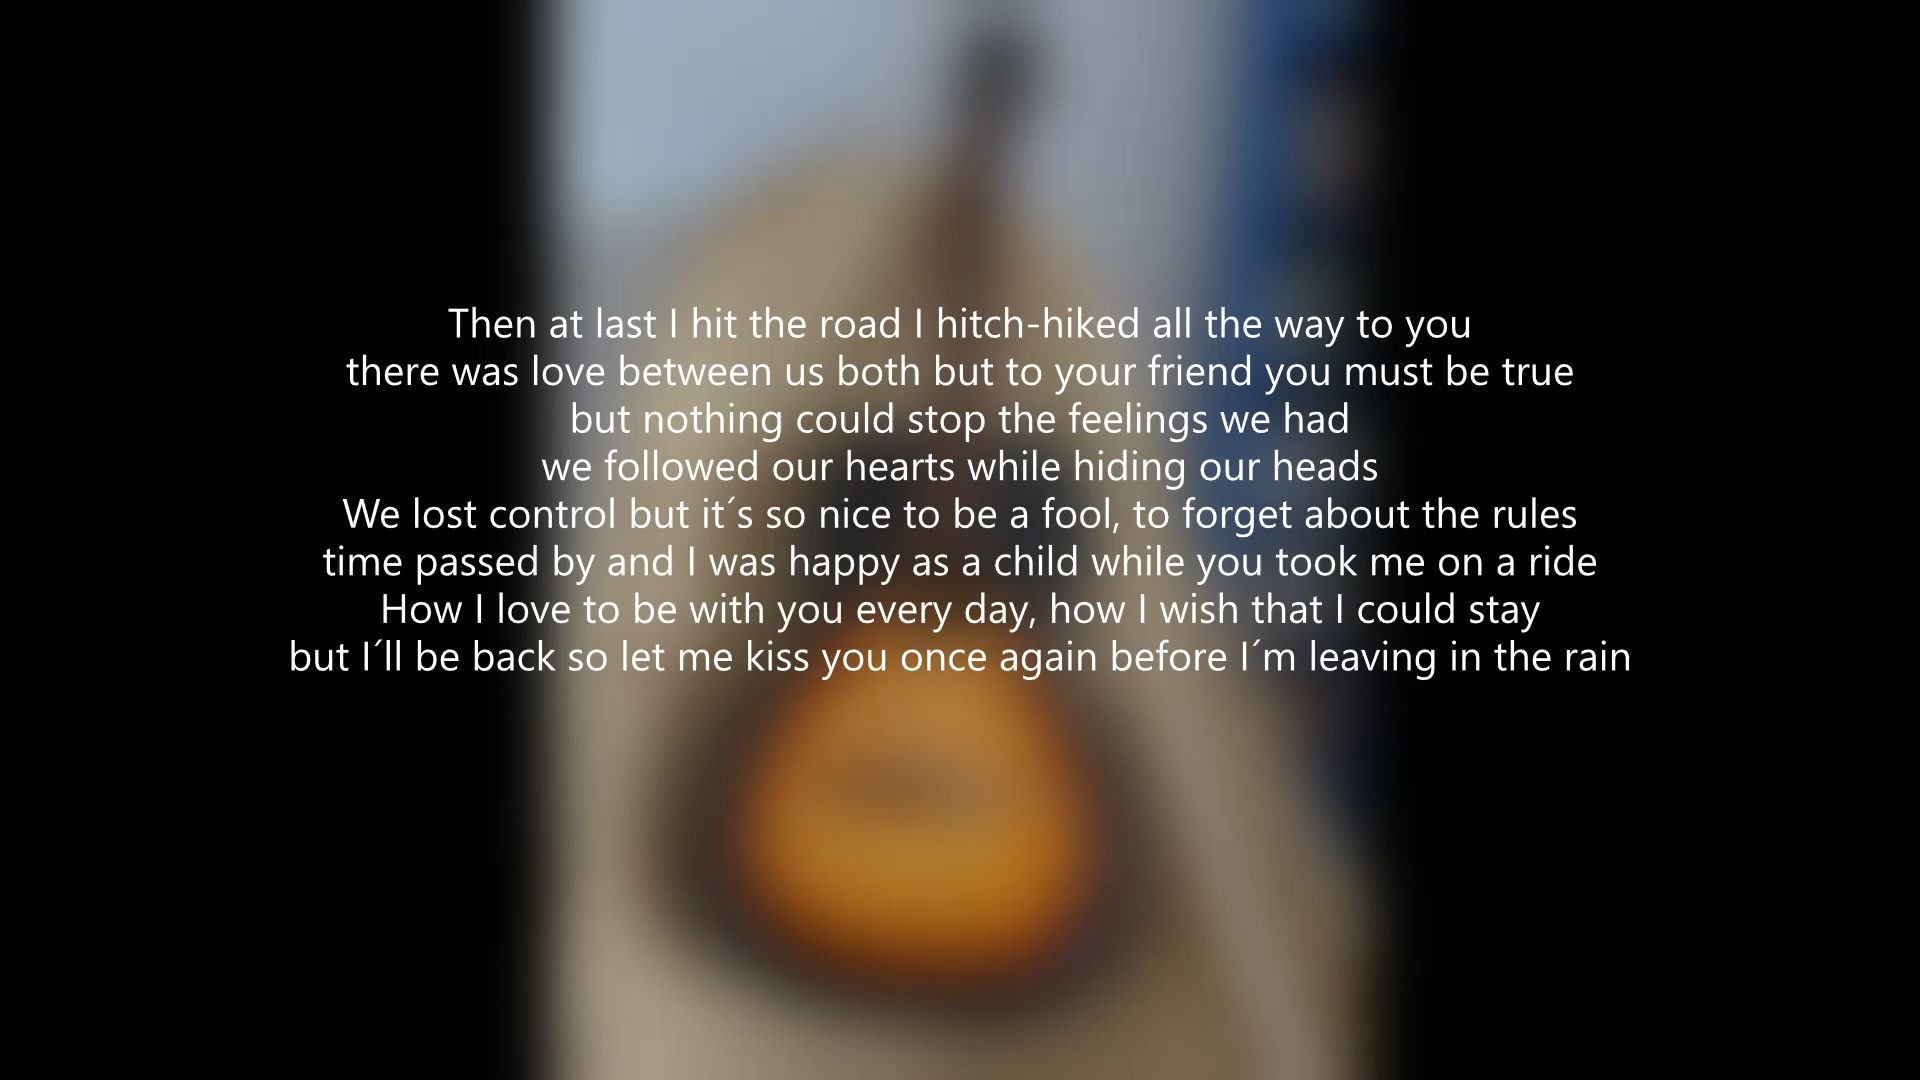 Then at last I hit the road I hitch-hiked all the way to you
there was love between us both but to your friend you must be true
but nothing could stop the feelings we had
we followed our hearts while hiding our heads
We lost control but it´s so nice to be a fool, to forget about the rules
time passed by and I was happy as a child while you took me on a ride
How I love to be with you every day, how I wish that I could stay
but I´ll be back so let me kiss you once again before I´m leaving in the rain